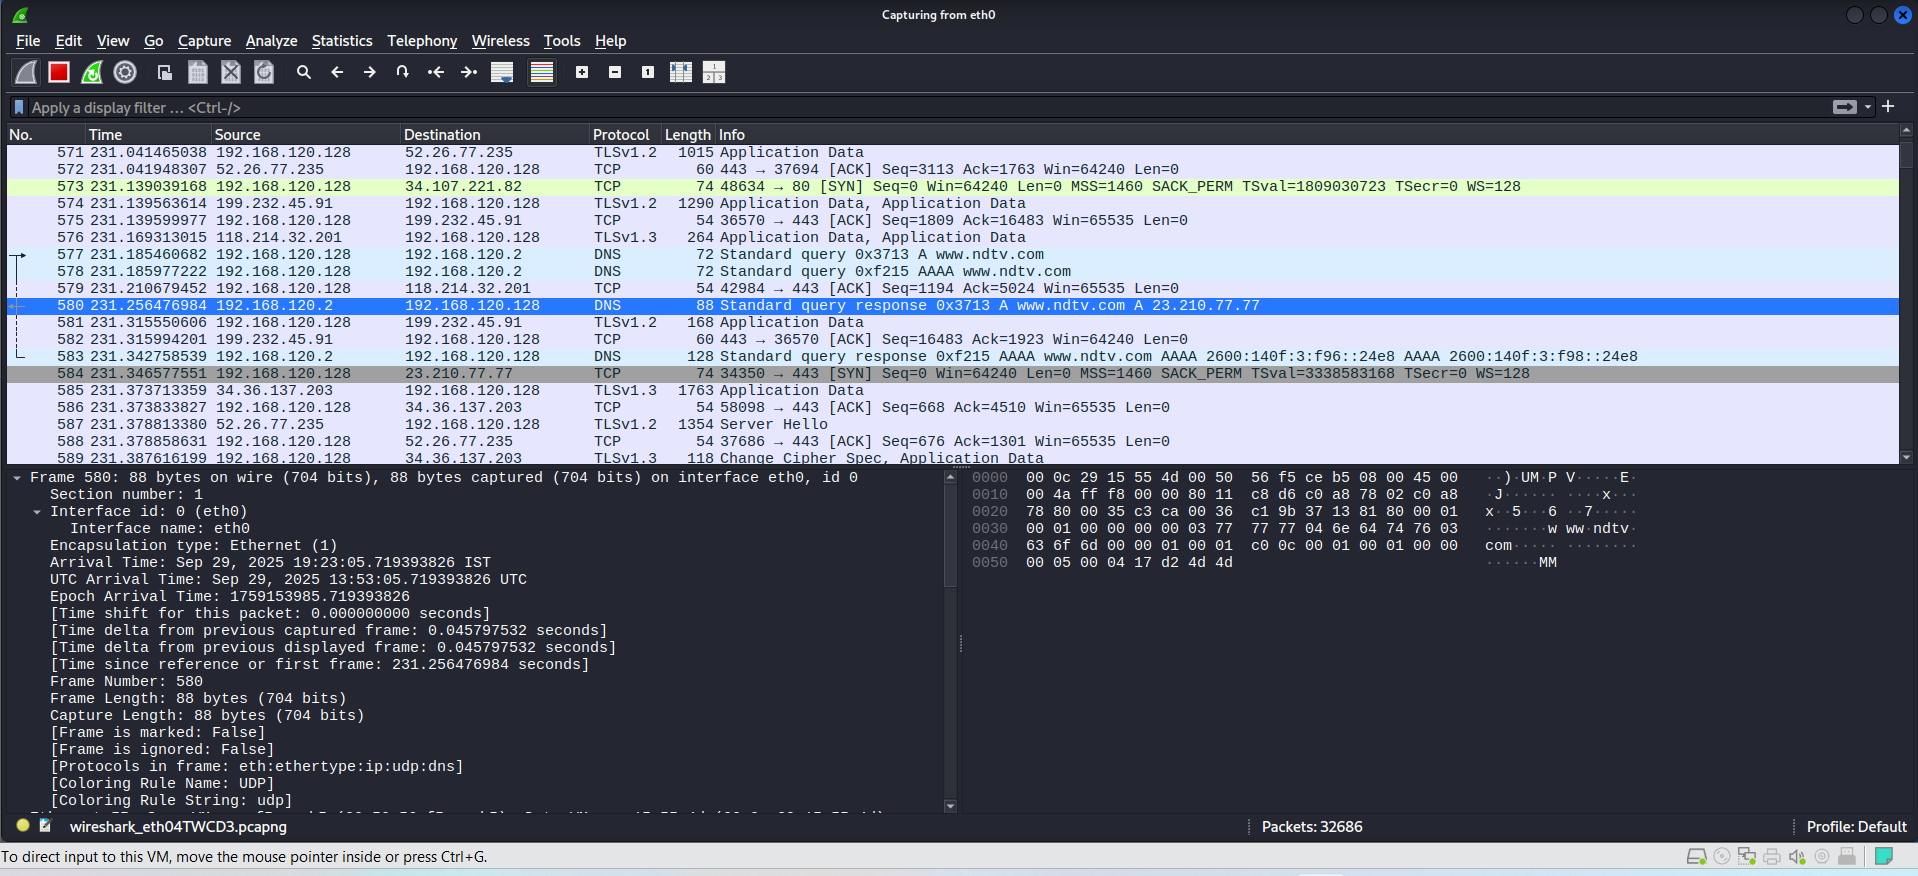 Capturing from eth0
File Edit View Go Capture Analyze Statistics Telephony Wireless Tools Help
Apply a display filter … <Ctrl-/>
No. Time Source Destination Protocol Length Info
571 231.041465038 192.168.120.128 52.26.77.235 TLSv1.2 1015 Application Data
572 231.041948307 52.26.77.235 192.168.120.128 TCP 60 443 → 37694 [ACK] Seq=3113 Ack=1763 Win=64240 Len=0
573 231.139039168 192.168.120.128 34.107.221.82 TCP 74 48634 → 80 [SYN] Seq=0 Win=64240 Len=0 MSS=1460 SACK_PERM TSval=1809030723 TSecr=0 WS=128
574 231.139563614 199.232.45.91 192.168.120.128 TLSv1.2 1290 Application Data, Application Data
575 231.139599977 192.168.120.128 199.232.45.91 TCP 54 36570 → 443 [ACK] Seq=1809 Ack=16483 Win=65535 Len=0
576 231.169313015 118.214.32.201 192.168.120.128 TLSv1.3 264 Application Data, Application Data
577 231.185460682 192.168.120.128 192.168.120.2 DNS 72 Standard query 0x3713 A www.ndtv.com
578 231.185977222 192.168.120.128 192.168.120.2 DNS 72 Standard query 0xf215 AAAA www.ndtv.com
579 231.210679452 192.168.120.128 118.214.32.201 TCP 54 42984 → 443 [ACK] Seq=1194 Ack=5024 Win=65535 Len=0
580 231.256476984 192.168.120.2 192.168.120.128 DNS 88 Standard query response 0x3713 A www.ndtv.com A 23.210.77.77
581 231.315550606 192.168.120.128 199.232.45.91 TLSv1.2 168 Application Data
582 231.315994201 199.232.45.91 192.168.120.128 TCP 60 443 → 36570 [ACK] Seq=16483 Ack=1923 Win=64240 Len=0
583 231.342758539 192.168.120.2 192.168.120.128 DNS 128 Standard query response 0xf215 AAAA www.ndtv.com AAAA 2600:140f:3:f96::24e8 AAAA 2600:140f:3:f98::24e8
584 231.346577551 192.168.120.128 23.210.77.77 TCP 74 34350 → 443 [SYN] Seq=0 Win=64240 Len=0 MSS=1460 SACK_PERM TSval=3338583168 TSecr=0 WS=128
585 231.373713359 34.36.137.203 192.168.120.128 TLSv1.3 1763 Application Data
586 231.373833827 192.168.120.128 34.36.137.203 TCP 54 58098 → 443 [ACK] Seq=668 Ack=4510 Win=65535 Len=0
587 231.378813380 52.26.77.235 192.168.120.128 TLSv1.2 1354 Server Hello
588 231.378858631 192.168.120.128 52.26.77.235 TCP 54 37686 → 443 [ACK] Seq=676 Ack=1301 Win=65535 Len=0
589 231.387616199 192.168.120.128 34.36.137.203 TLSv1.3 118 Change Cipher Spec, Application Data
Frame 580: 88 bytes on wire (704 bits), 88 bytes captured (704 bits) on interface eth0, id 0
Section number: 1
Interface id: 0 (eth0)
Interface name: eth0
Encapsulation type: Ethernet (1)
Arrival Time: Sep 29, 2025 19:23:05.719393826 IST
UTC Arrival Time: Sep 29, 2025 13:53:05.719393826 UTC
Epoch Arrival Time: 1759153985.719393826
[Time shift for this packet: 0.000000000 seconds]
[Time delta from previous captured frame: 0.045797532 seconds]
[Time delta from previous displayed frame: 0.045797532 seconds]
[Time since reference or first frame: 231.256476984 seconds]
Frame Number: 580
Frame Length: 88 bytes (704 bits)
Capture Length: 88 bytes (704 bits)
[Frame is marked: False]
[Frame is ignored: False]
[Protocols in frame: eth:ethertype:ip:udp:dns]
[Coloring Rule Name: UDP]
[Coloring Rule String: udp]
0000 00 0c 29 15 55 4d 00 50 56 f5 ce b5 08 00 45 00 ··)·UM·P V·····E·
0010 00 4a ff f8 00 00 80 11 c8 d6 c0 a8 78 02 c0 a8 ·J······ ····x···
0020 78 80 00 35 c3 ca 00 36 c1 9b 37 13 81 80 00 01 x··5···6 ··7·····
0030 00 01 00 00 00 00 03 77 77 77 04 6e 64 74 76 03 ·······w ww·ndtv·
0040 63 6f 6d 00 00 01 00 01 c0 0c 00 01 00 01 00 00 com····· ········
0050 00 05 00 04 17 d2 4d 4d ······MM
wireshark_eth04TWCD3.pcapng Packets: 32686 Profile: Default
To direct input to this VM, move the mouse pointer inside or press Ctrl+G.